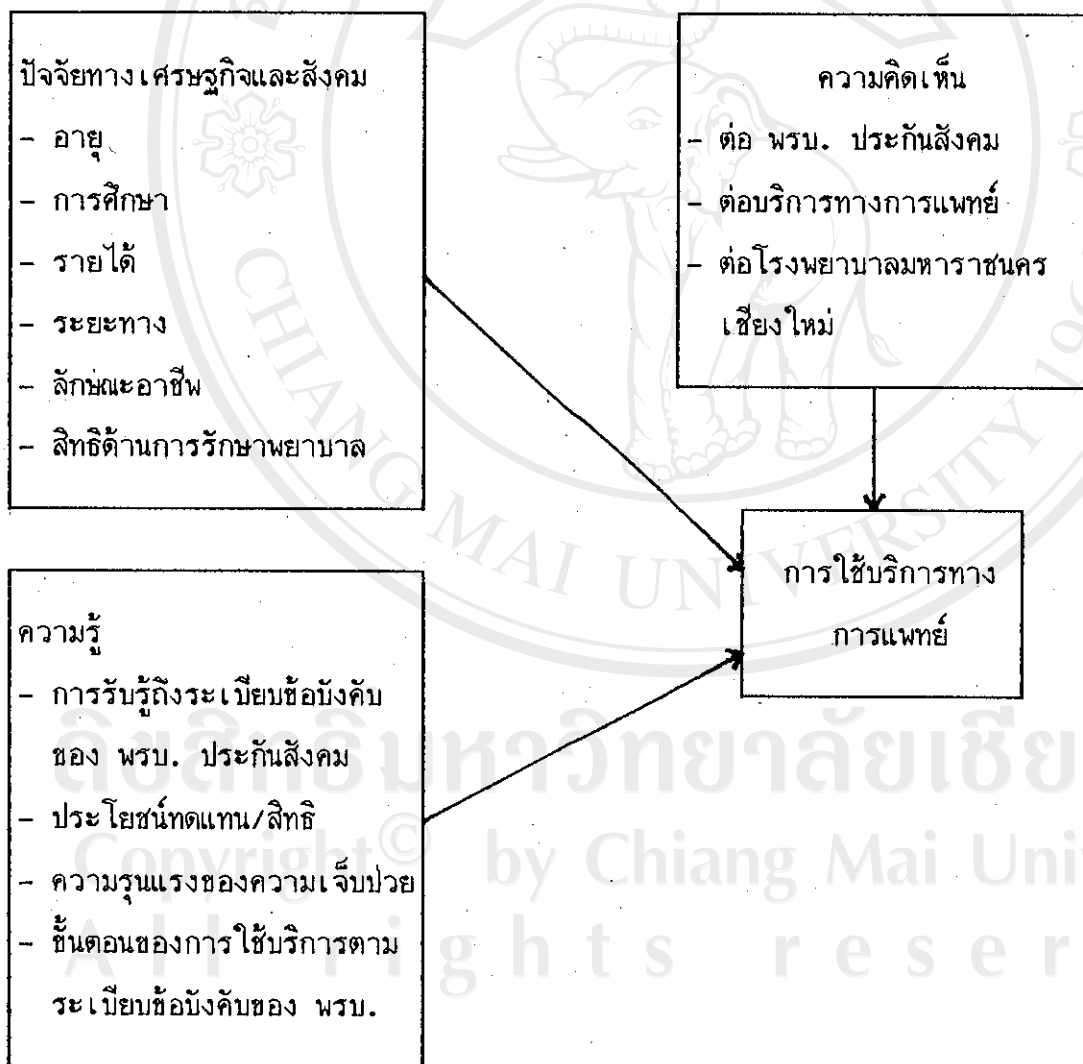 ปัจจัยทางเศรษฐกิจและสังคม
- อายุ
- การศึกษา
- รายได้
- ระยะทาง
- ลักษณะอาชีพ
- สิทธิด้านการรักษาพยาบาล
ความคิดเห็น
- ต่อ พรบ. ประกันสังคม
- ต่อบริการทางการแพทย์
- ต่อโรงพยาบาลมหาราชนคร
เชียงใหม่
การใช้บริการทาง
การแพทย์
ความรู้
- การรับรู้ถึงระเบียบข้อบังคับ
ของ พรบ. ประกันสังคม
- ประโยชน์ทดแทน/สิทธิ
- ความรุนแรงของความเจ็บป่วย
- ขั้นตอนของการใช้บริการตาม
ระเบียบข้อบังคับของ พรบ.
CHIANG MAI UNIVERSITY 19
ลิขสิทธิ์มหาวิทยาลัยเชีย
Copyright© by Chiang Mai Uni
All rights reser